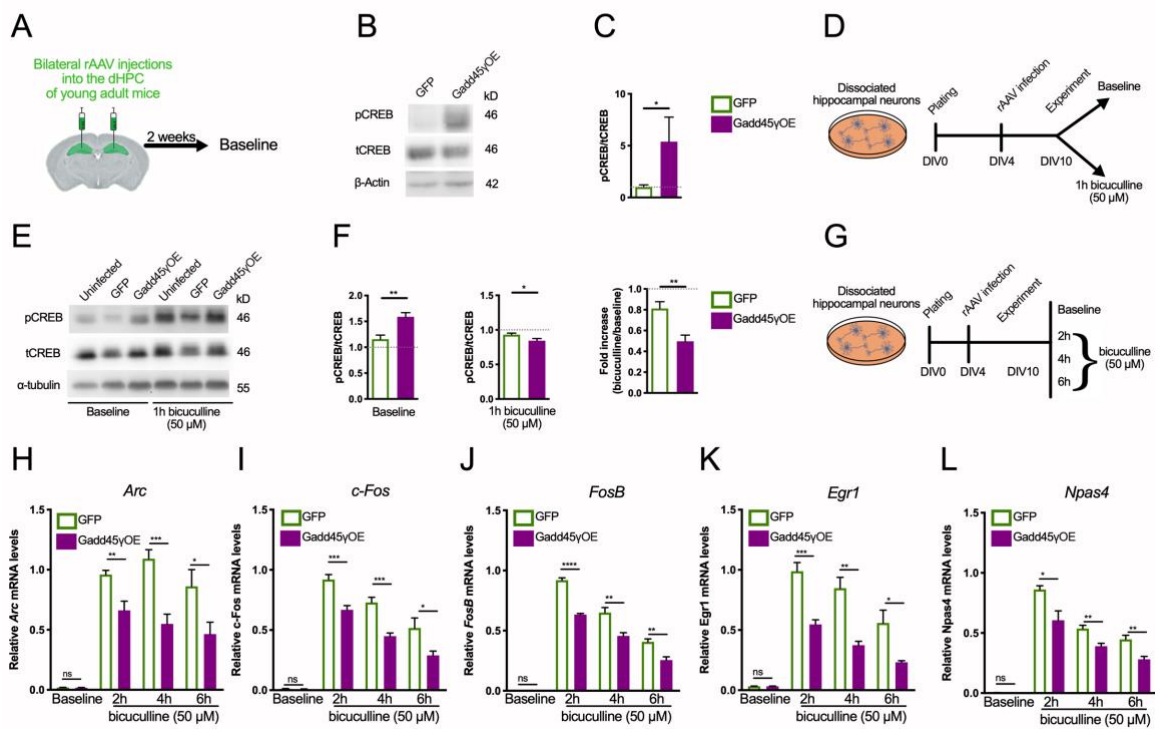 A
Bilateral rAAV injections
into the dHPC
of young adult mice
2 weeks
Baseline
B
GFP
Gadd45γOE
kD
pCREB
46
tCREB
46
β-Actin
42
C
10
5
0
pCREB/tCREB
*
GFP
Gadd45γOE
D
Dissociated
hippocampal neurons
Plating
rAAV infection
Experiment
DIV0
DIV4
DIV10
Baseline
1h bicuculline
(50 µM)
E
Uninfected
GFP
Gadd45γOE
Uninfected
GFP
Gadd45γOE
kD
pCREB
46
tCREB
46
α-tubulin
55
Baseline
1h bicuculline
(50 µM)
F
pCREB/tCREB
2.0
1.5
1.0
0.5
0.0
**
Baseline
pCREB/tCREB
1.5
1.0
0.5
0.0
*
1h bicuculline
(50 µM)
Fold increase
(bicuculline/baseline)
1.0
0.8
0.6
0.4
0.2
0.0
**
GFP
Gadd45γOE
G
Dissociated
hippocampal neurons
Plating
rAAV infection
Experiment
DIV0
DIV4
DIV10
Baseline
2h
4h
6h
bicuculline
(50 µM)
H
Arc
Relative Arc mRNA levels
1.5
1.0
0.5
0.0
GFP
Gadd45γOE
ns
**
***
*
Baseline
2h
4h
6h
bicuculline (50 µM)
I
c-Fos
Relative c-Fos mRNA levels
1.5
1.0
0.5
0.0
GFP
Gadd45γOE
ns
***
***
*
Baseline
2h
4h
6h
bicuculline (50 µM)
J
FosB
Relative FosB mRNA levels
1.5
1.0
0.5
0.0
GFP
Gadd45γOE
ns
****
**
**
Baseline
2h
4h
6h
bicuculline (50 µM)
K
Egr1
Relative Egr1 mRNA levels
1.5
1.0
0.5
0.0
GFP
Gadd45γOE
ns
***
**
*
Baseline
2h
4h
6h
bicuculline (50 µM)
L
Npas4
Relative Npas4 mRNA levels
1.5
1.0
0.5
0.0
GFP
Gadd45γOE
ns
*
**
**
Baseline
2h
4h
6h
bicuculline (50 µM)